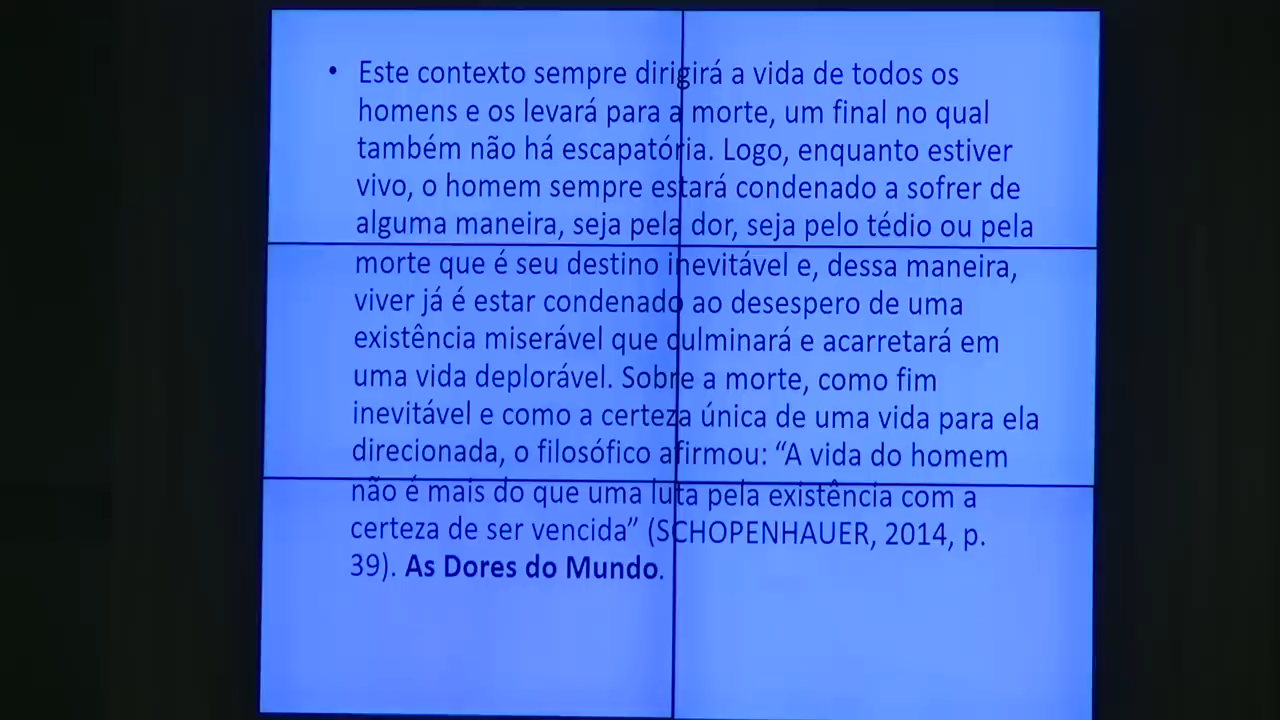 • Este contexto sempre dirigirá a vida de todos os
homens e os levará para a morte, um final no qual
também não há escapatória. Logo, enquanto estiver
vivo, o homem sempre estará condenado a sofrer de
alguma maneira, seja pela dor, seja pelo tédio ou pela
morte que é seu destino inevitável e, dessa maneira,
viver já é estar condenado ao desespero de uma
existência miserável que culminará e acarretará em
uma vida deplorável. Sobre a morte, como fim
inevitável e como a certeza única de uma vida para ela
direcionada, o filosófico afirmou: “A vida do homem
não é mais do que uma luta pela existência com a
certeza de ser vencida” (SCHOPENHAUER, 2014, p.
39). As Dores do Mundo.